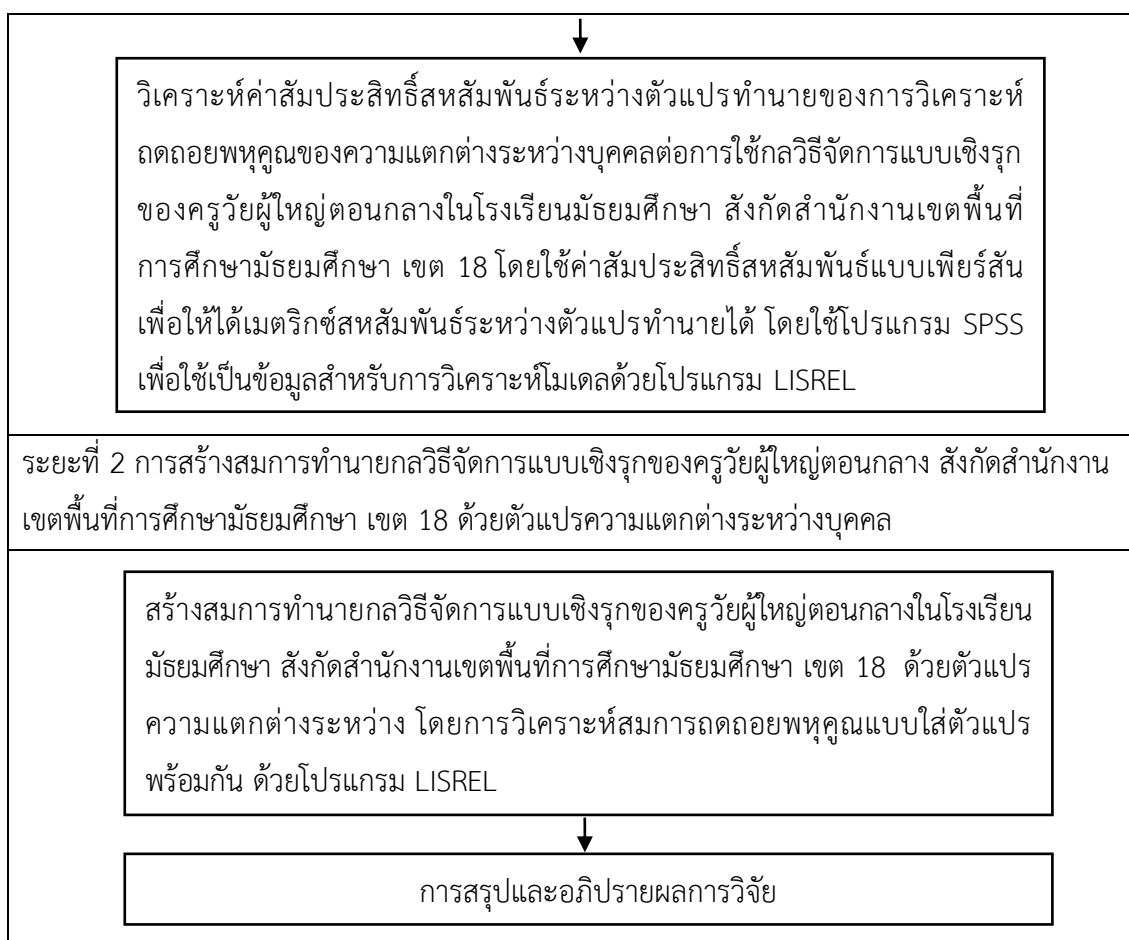 วิเคราะห์ค่าสัมประสิทธิ์สหสัมพันธ์ระหว่างตัวแปรทำนายของการวิเคราะห์
ถดถอยพหุคูณของความแตกต่างระหว่างบุคคลต่อการใช้กลวิธีจัดการแบบเชิงรุก
ของครูวัยผู้ใหญ่ตอนกลางในโรงเรียนมัธยมศึกษา สังกัดสำนักงานเขตพื้นที่
การศึกษามัธยมศึกษา เขต 18 โดยใช้ค่าสัมประสิทธิ์สหสัมพันธ์แบบเพียร์สัน
เพื่อให้ได้เมตริกซ์สหสัมพันธ์ระหว่างตัวแปรทำนายได้ โดยใช้โปรแกรม SPSS
เพื่อใช้เป็นข้อมูลสำหรับการวิเคราะห์โมเดลด้วยโปรแกรม LISREL
ระยะที่ 2 การสร้างสมการทำนายกลวิธีจัดการแบบเชิงรุกของครูวัยผู้ใหญ่ตอนกลาง สังกัดสำนักงาน
เขตพื้นที่การศึกษามัธยมศึกษา เขต 18 ด้วยตัวแปรความแตกต่างระหว่างบุคคล
สร้างสมการทำนายกลวิธีจัดการแบบเชิงรุกของครูวัยผู้ใหญ่ตอนกลางในโรงเรียน
มัธยมศึกษา สังกัดสำนักงานเขตพื้นที่การศึกษามัธยมศึกษา เขต 18 ด้วยตัวแปร
ความแตกต่างระหว่าง โดยการวิเคราะห์สมการถดถอยพหุคูณแบบใส่ตัวแปร
พร้อมกัน ด้วยโปรแกรม LISREL
การสรุปและอภิปรายผลการวิจัย